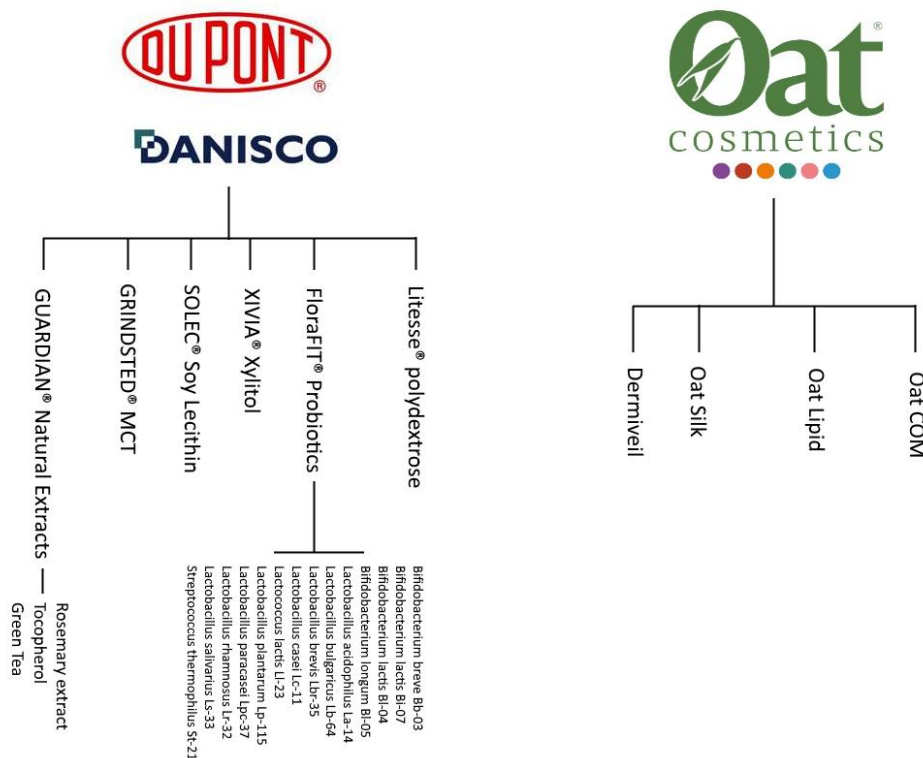 DU PONT®
DANISCO
GUARDIAN® Natural Extracts
Rosemary extract
Tocopherol
Green Tea
GRINDSTED® MCT
SOLEC® Soy Lecithin
XIVIA® Xylitol
FloraFIT® Probiotics
Bifidobacterium breve Bb-03
Bifidobacterium lactis Bi-07
Bifidobacterium lactis Bl-04
Bifidobacterium longum Bl-05
Lactobacillus acidophilus La-14
Lactobacillus bulgaricus Lb-64
Lactobacillus brevis Lbr-35
Lactobacillus casei Lc-11
Lactococcus lactis Ll-23
Lactobacillus plantarum Lp-115
Lactobacillus paracasei Lpc-37
Lactobacillus rhamnosus Lr-32
Lactobacillus salivarius Ls-33
Streptococcus thermophilus St-21
Litesse® polydextrose
Oat®
cosmetics
Dermiveil
Oat Silk
Oat Lipid
Oat COM